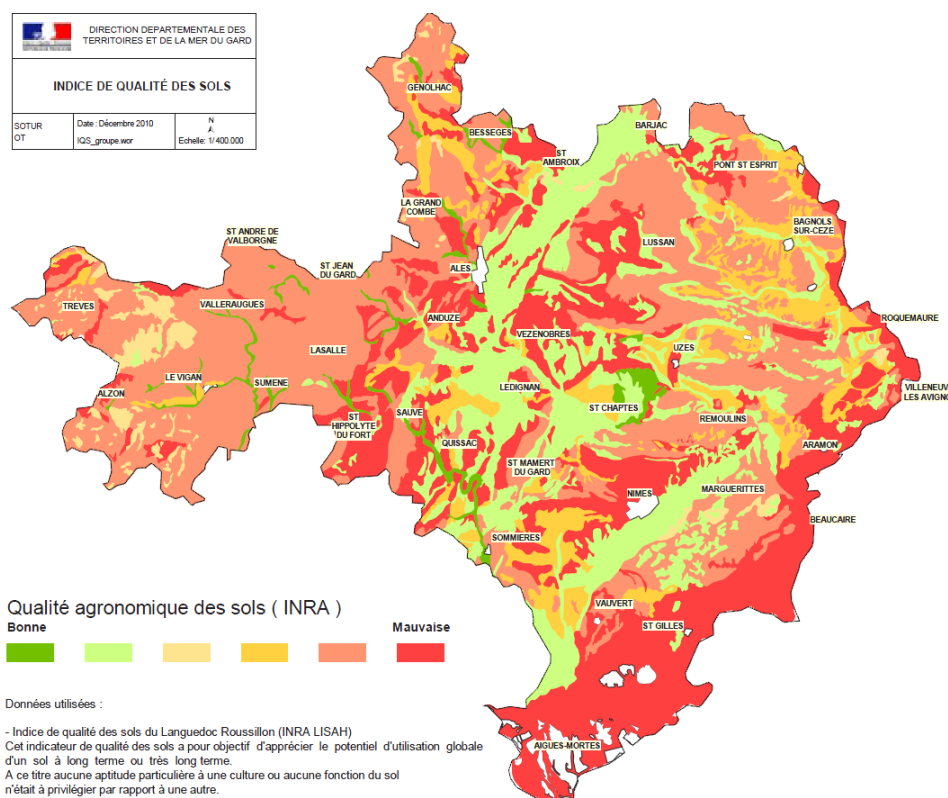 DIRECTION DEPARTEMENTALE DES
TERRITOIRES ET DE LA MER DU GARD
INDICE DE QUALITÉ DES SOLS
SOTUR
OT
Date : Décembre 2010
IQS_groupe.wor
N
Echelle: 1/ 400.000
GENOLHAC
BESSEGES
BARJAC
ST
AMBROIX
PONT ST ESPRIT
LA GRAND
COMBE
BAGNOLS
SUR-CEZE
ST ANDRE DE
VALBORGNE
LUSSAN
ST JEAN
DU GARD
ALES
TREVES
VALLERAUGUES
ANDUZE
ROQUEMAURE
VEZENOBRES
UZES
LASALLE
LE VIGAN
SUMENE
LEDIGNAN
VILLENEUV
LES AVIGNO
ALZON
ST CHAPTES
SAUVE
ST
HIPPOLYTE
DU FORT
REMOULINS
QUISSAC
ARAMON
ST MAMERT
DU GARD
MARGUERITTES
NIMES
BEAUCAIRE
SOMMIERES
VAUVERT
ST GILLES
AIGUES-MORTES
Qualité agronomique des sols ( INRA )
Bonne
Mauvaise
Données utilisées :
- Indice de qualité des sols du Languedoc Roussillon (INRA LISAH)
Cet indicateur de qualité des sols a pour objectif d'apprécier le potentiel d'utilisation globale
d'un sol à long terme ou très long terme.
A ce titre aucune aptitude particulière à une culture ou aucune fonction du sol
n'était à privilégier par rapport à une autre.